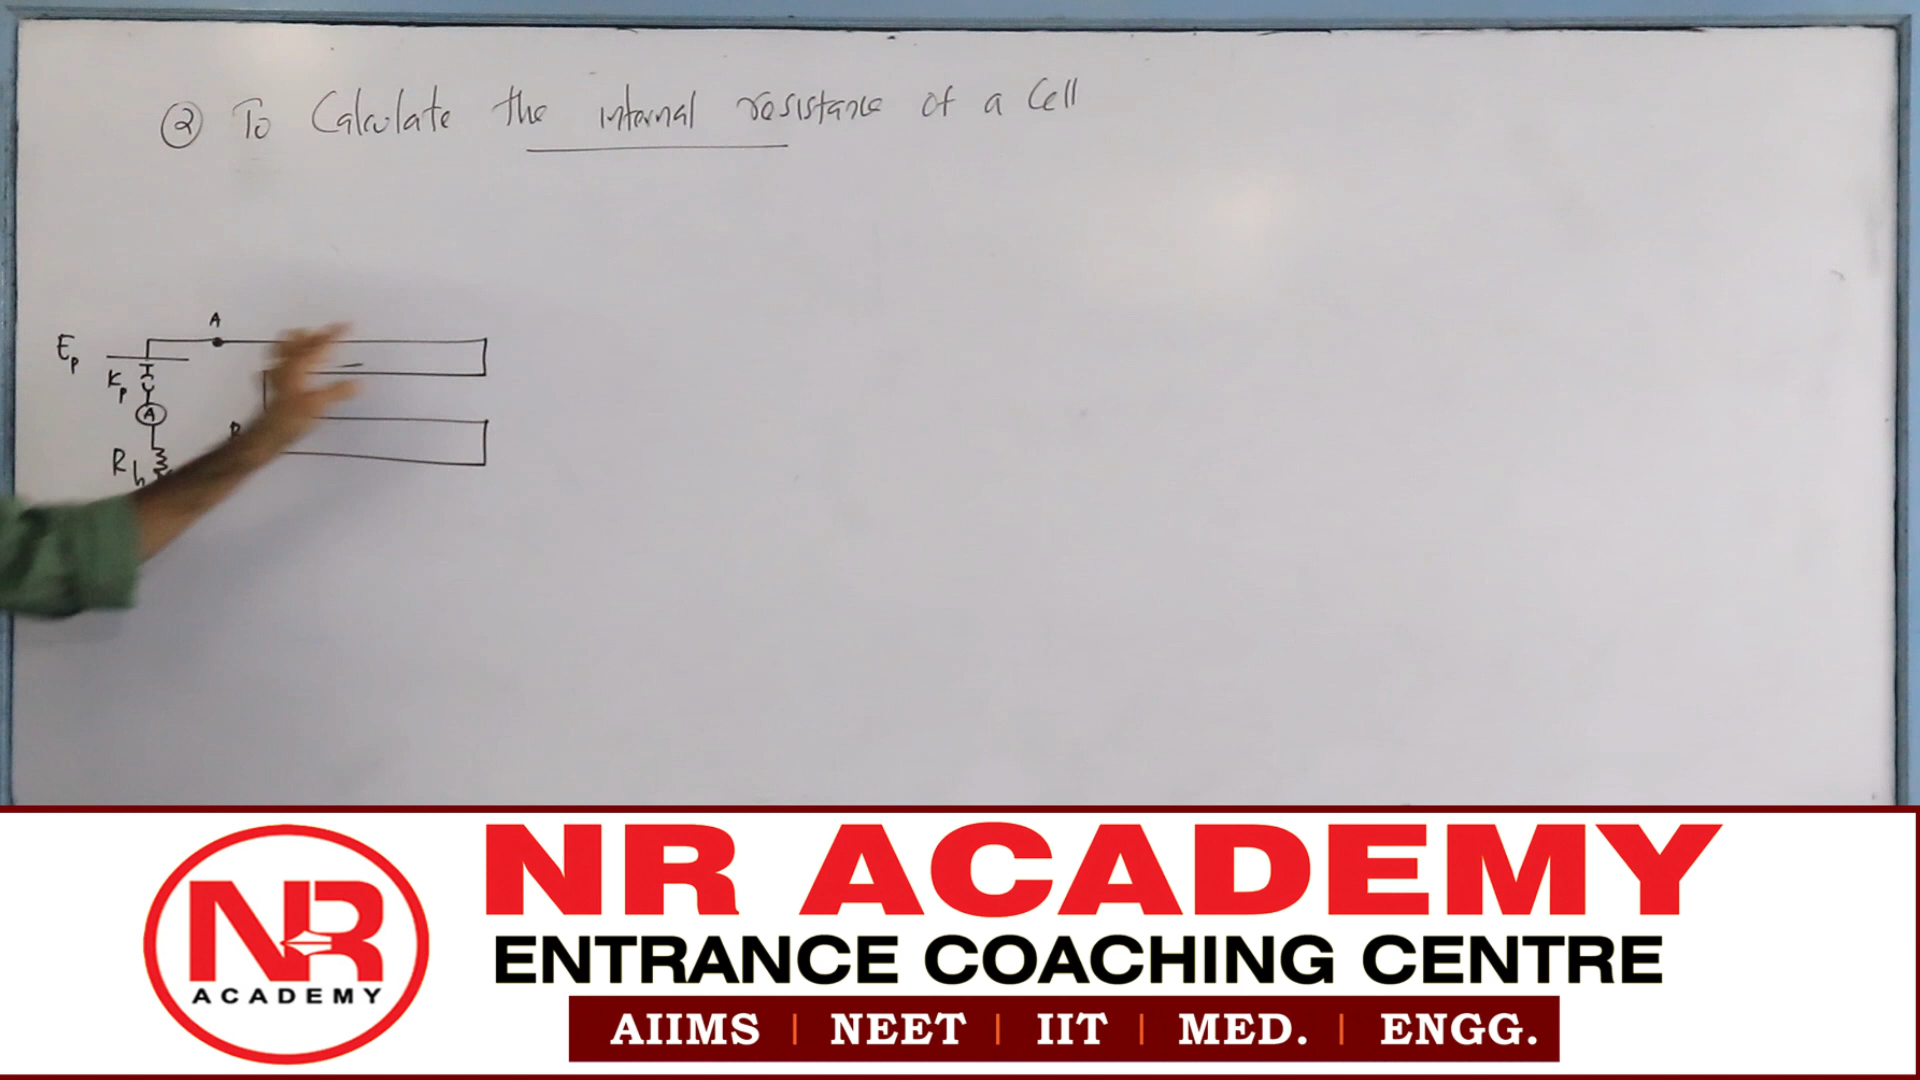 ② To Calculate the internal resistance of a Cell
A
Ep
Kp
A
B
Rh
NR
ACADEMY
NR ACADEMY
ENTRANCE COACHING CENTRE
AIIMS | NEET | IIT | MED. | ENGG.